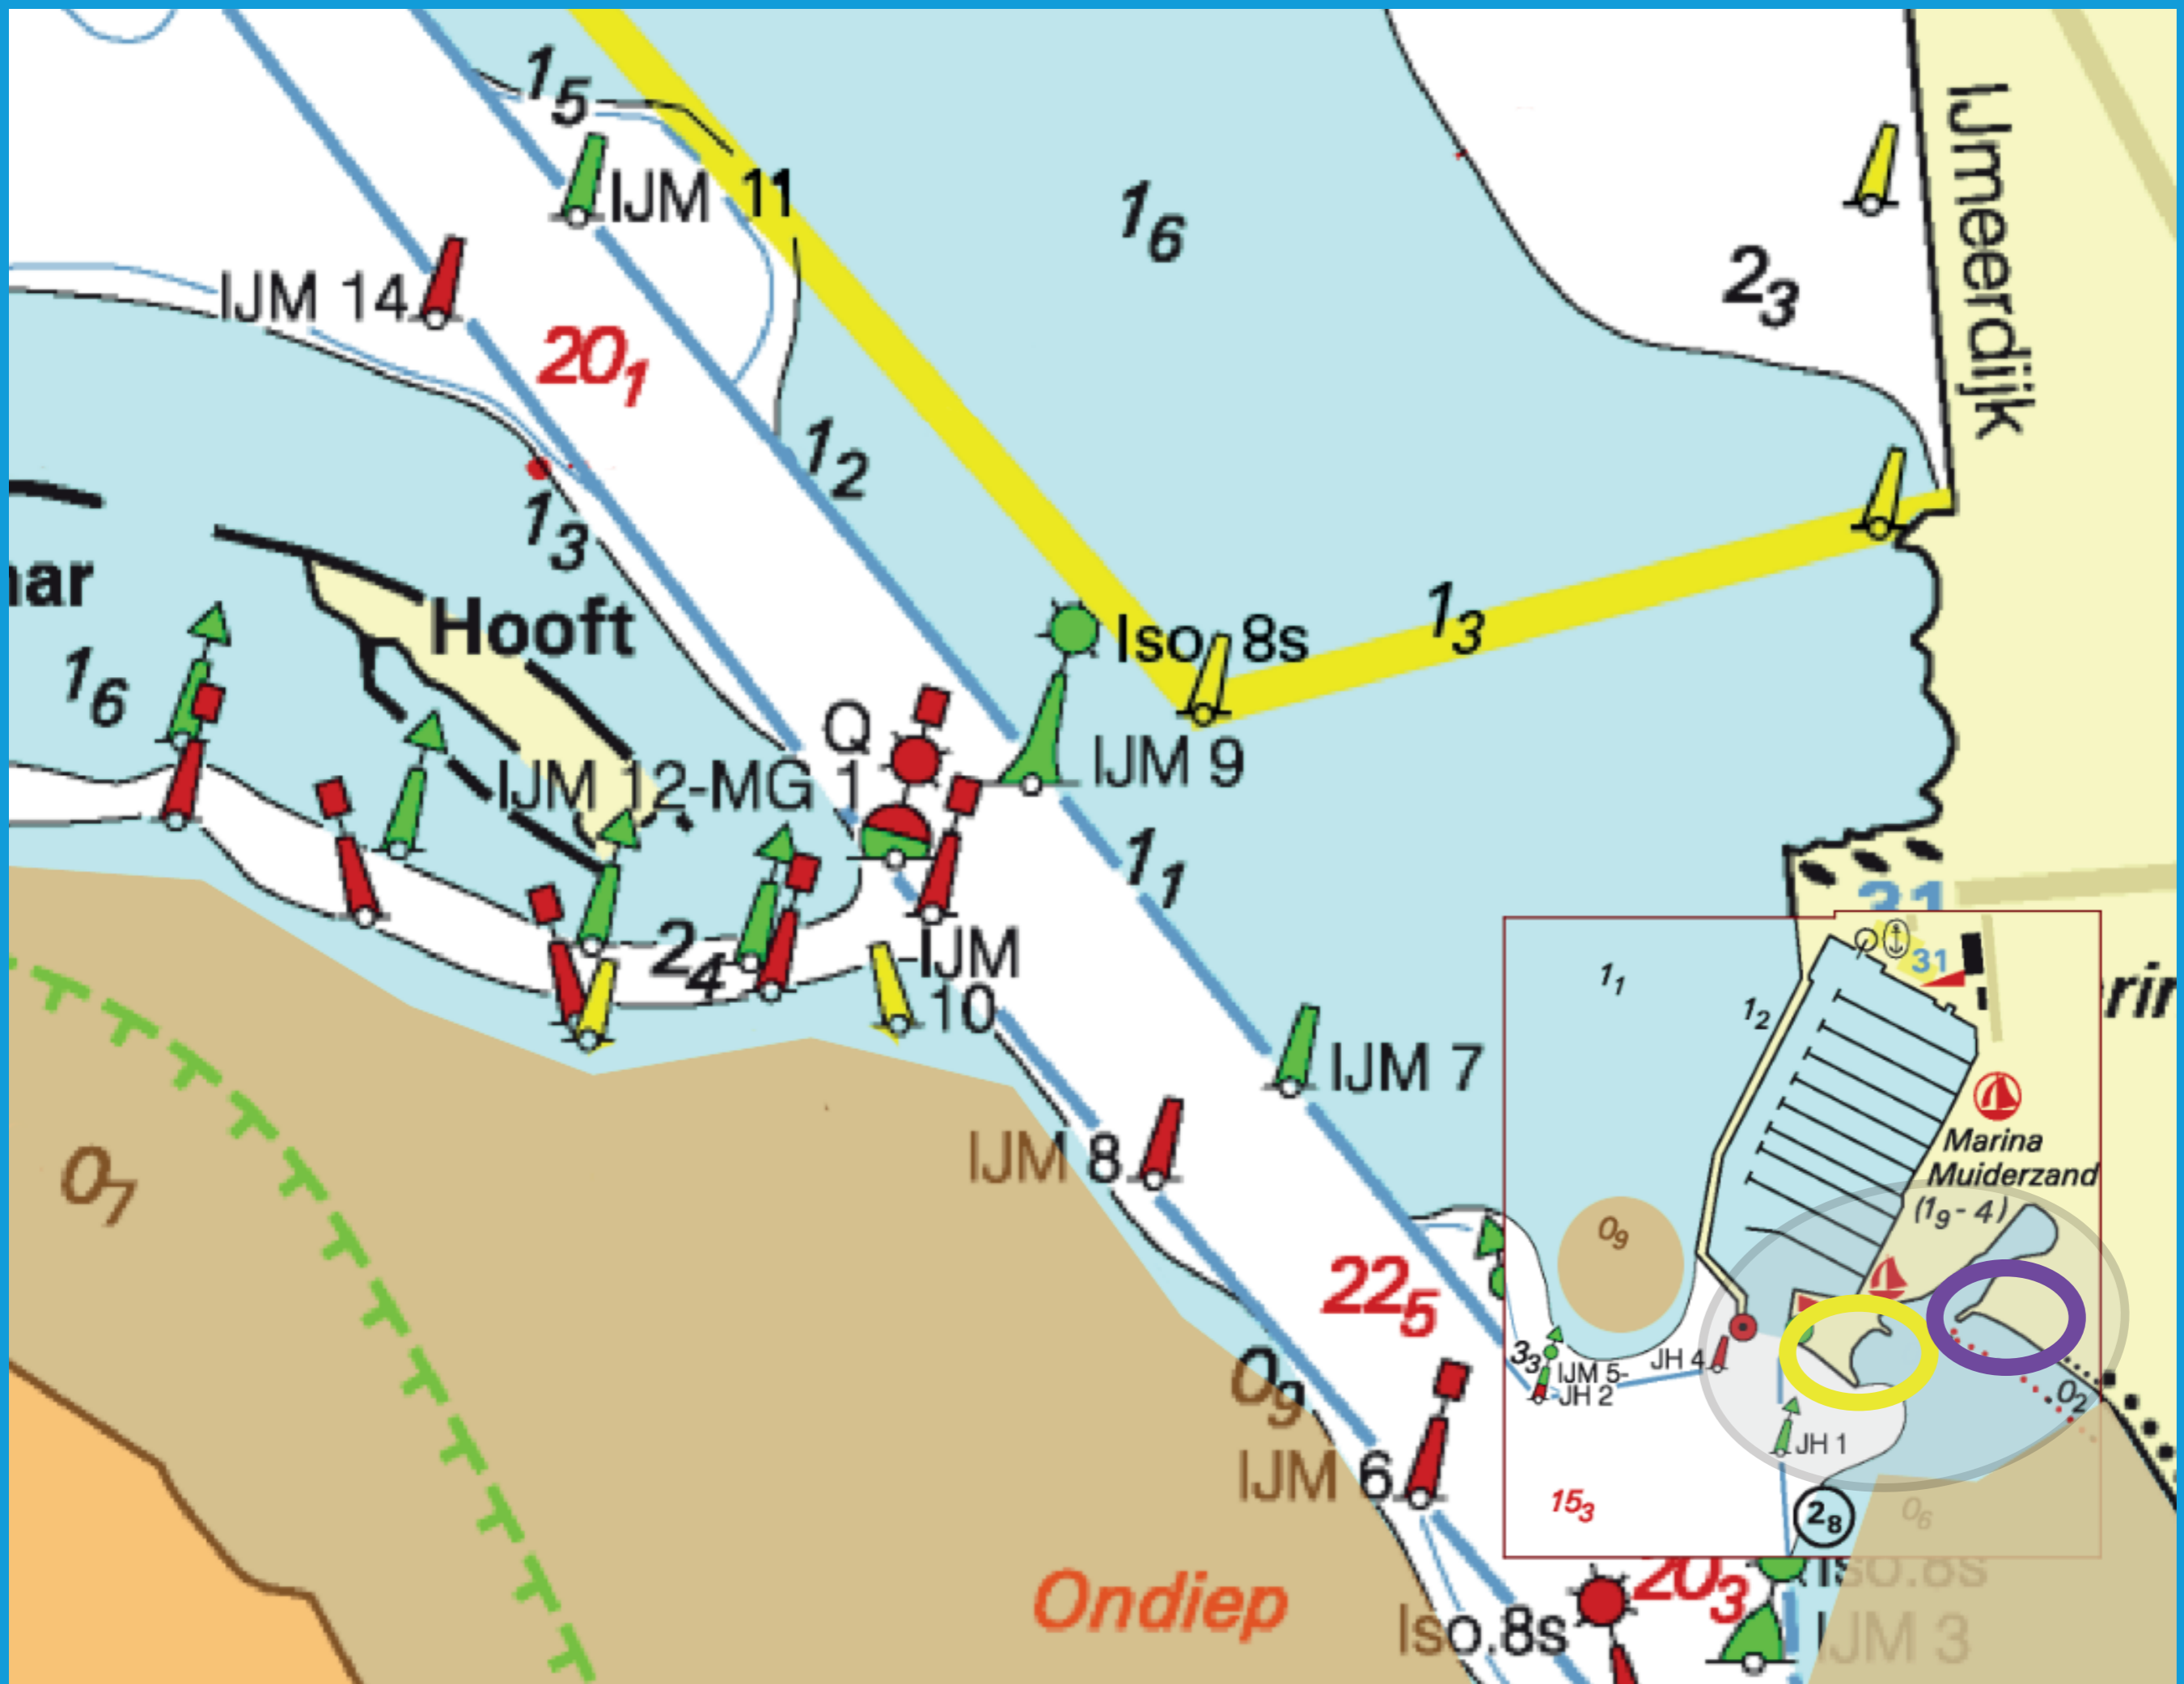 1₅
IJM 11
1₆
IJmeerdijk
2₃
IJM 14
20₁
1₂
1₃
ar
Hooft
1₃
Iso 8s
1₆
Q
IJM 9
IJM 12-MG 1
1₁
31
2₄
-IJM
10
1₁
31
1₂
IJM 7
Marina
Muiderzand
(1₉-4)
IJM 8
0₇
0₉
22₅
3₃
JH 4
IJM 5-
JH 2
0₉
0₂
IJM 6
JH 1
15₃
2₈
0₆
Ondiep
20₃
Iso.8s
Iso.8s
IJM 3